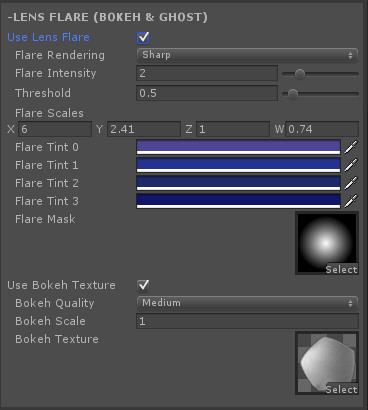 -LENS FLARE (BOKEH & GHOST)
Use Lens Flare
Flare Rendering Sharp
Flare Intensity 2
Threshold 0.5
Flare Scales
X 6 Y 2.41 Z 1 W 0.74
Flare Tint 0
Flare Tint 1
Flare Tint 2
Flare Tint 3
Flare Mask
Select
Use Bokeh Texture
Bokeh Quality Medium
Bokeh Scale 1
Bokeh Texture
Select